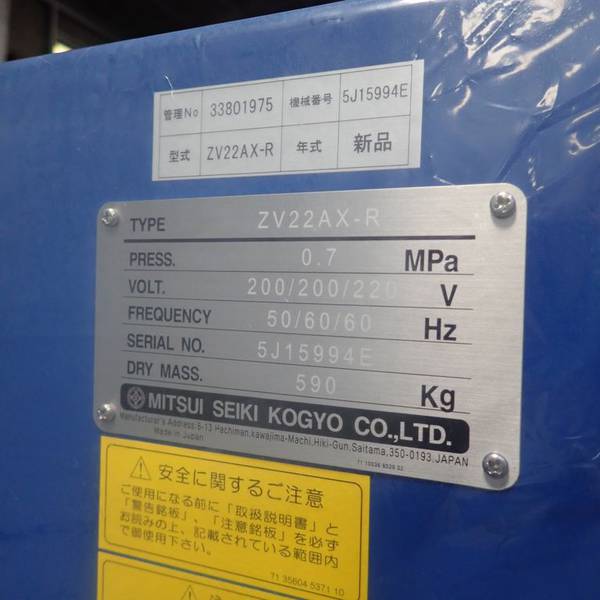 管理No 33801975 機械番号 5J15994E
型式 ZV22AX-R 年式 新品
TYPE ZV22AX-R
PRESS. 0.7 MPa
VOLT. 200/200/220 V
FREQUENCY 50/60/60 Hz
SERIAL NO. 5J15994E
DRY MASS. 590 Kg
MITSUI SEIKI KOGYO CO.,LTD.
Manufacturer's Address 8-13 Hachiman,kawajima-Machi,Hiki-Gun,Saitama,350-0193,JAPAN
Made in Japan
安全に関するご注意
ご使用になる前に「取扱説明書」と
「警告銘板」、「注意銘板」を必ず
お読みの上、記載されている範囲内
で御使用下さい。
71 35604 5371 10